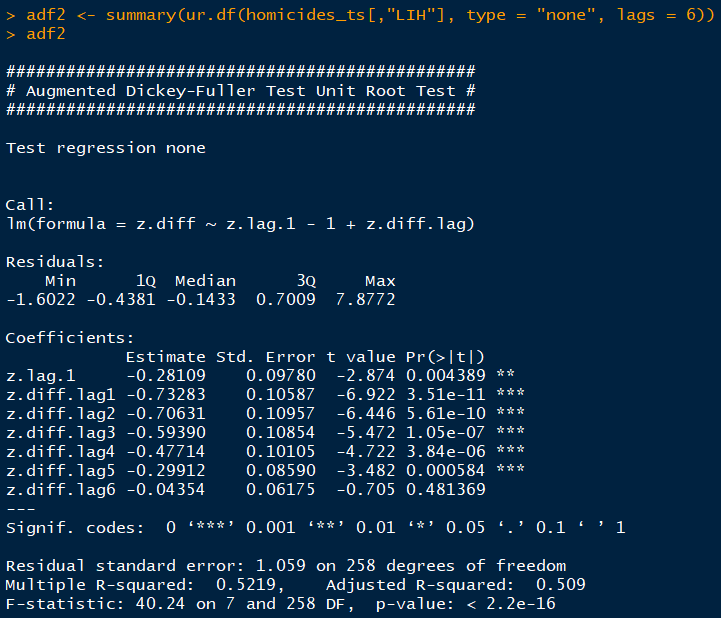 > adf2 <- summary(ur.df(homicides_ts[,"LIH"], type = "none", lags = 6))
> adf2
###############################################
# Augmented Dickey-Fuller Test Unit Root Test #
###############################################
Test regression none
Call:
lm(formula = z.diff ~ z.lag.1 - 1 + z.diff.lag)
Residuals:
    Min      1Q  Median      3Q     Max
-1.6022 -0.4381 -0.1433  0.7009  7.8772
Coefficients:
            Estimate Std. Error t value Pr(>|t|)
z.lag.1     -0.28109    0.09780  -2.874 0.004389 **
z.diff.lag1 -0.73283    0.10587  -6.922 3.51e-11 ***
z.diff.lag2 -0.70631    0.10957  -6.446 5.61e-10 ***
z.diff.lag3 -0.59390    0.10854  -5.472 1.05e-07 ***
z.diff.lag4 -0.47714    0.10105  -4.722 3.84e-06 ***
z.diff.lag5 -0.29912    0.08590  -3.482 0.000584 ***
z.diff.lag6 -0.04354    0.06175  -0.705 0.481369
---
Signif. codes:  0 ‘***’ 0.001 ‘**’ 0.01 ‘*’ 0.05 ‘.’ 0.1 ‘ ’ 1
Residual standard error: 1.059 on 258 degrees of freedom
Multiple R-squared:  0.5219,    Adjusted R-squared:  0.509
F-statistic: 40.24 on 7 and 258 DF,  p-value: < 2.2e-16